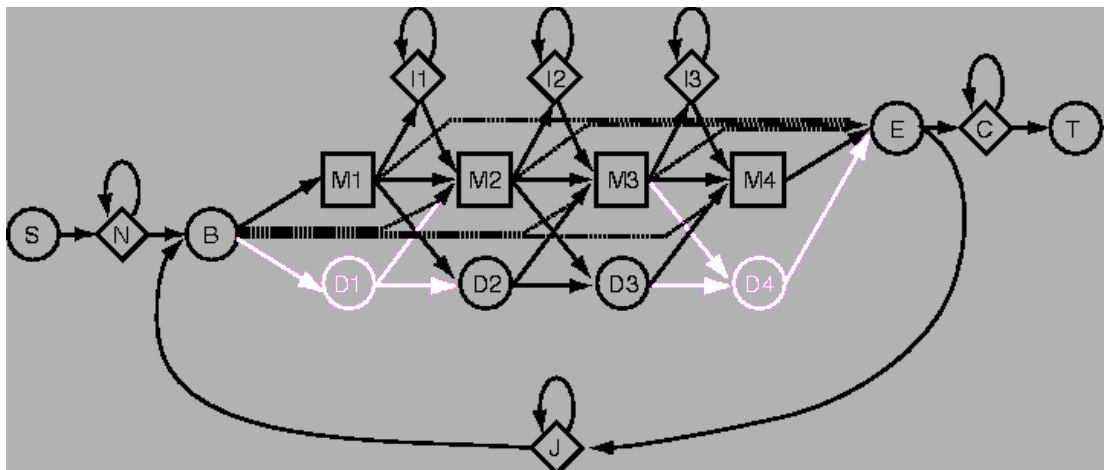 I1 I2 I3
E C T
M1 M2 M3 M4
S N B
D1 D2 D3 D4
J